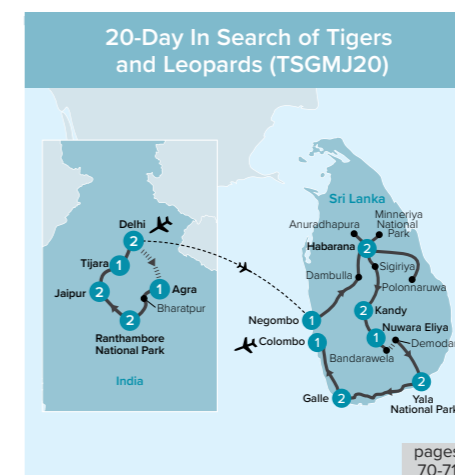 20-Day In Search of Tigers
and Leopards (TSGMJ20)
Delhi
2
Tijara
1
Jaipur
2
1
Agra
Bharatpur
2
Ranthambore
National Park
India
Sri Lanka
Anuradhapura
Minneriya
National
Park
Habarana
2
Sigiriya
Dambulla
Polonnaruwa
2
Kandy
Negombo
1
Nuwara Eliya
1
Colombo
1
Bandarawela
Galle
2
2
Yala
National Park
pages
70-71